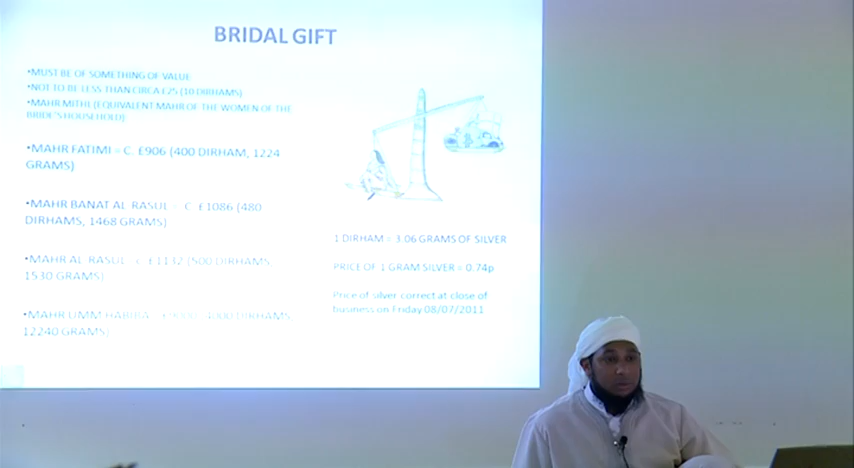 BRIDAL GIFT
•MUST BE OF SOMETHING OF VALUE
•NOT TO BE LESS THAN CIRCA £25 (10 DIRHAMS)
•MAHR MITHL (EQUIVALENT MAHR OF THE WOMEN OF THE
BRIDE'S HOUSEHOLD)
•MAHR FATIMI = C. £906 (400 DIRHAM, 1224
GRAMS)
•MAHR BANAT AL RASUL = C. £1086 (480
DIRHAMS, 1468 GRAMS)
•MAHR AL RASUL - C. £1132 (500 DIRHAMS,
1530 GRAMS)
•MAHR UMM HABIBA - 4000 DIRHAMS,
12240 GRAMS)
1 DIRHAM = 3.06 GRAMS OF SILVER
PRICE OF 1 GRAM SILVER = 0.74p
Price of silver correct at close of
business on Friday 08/07/2011